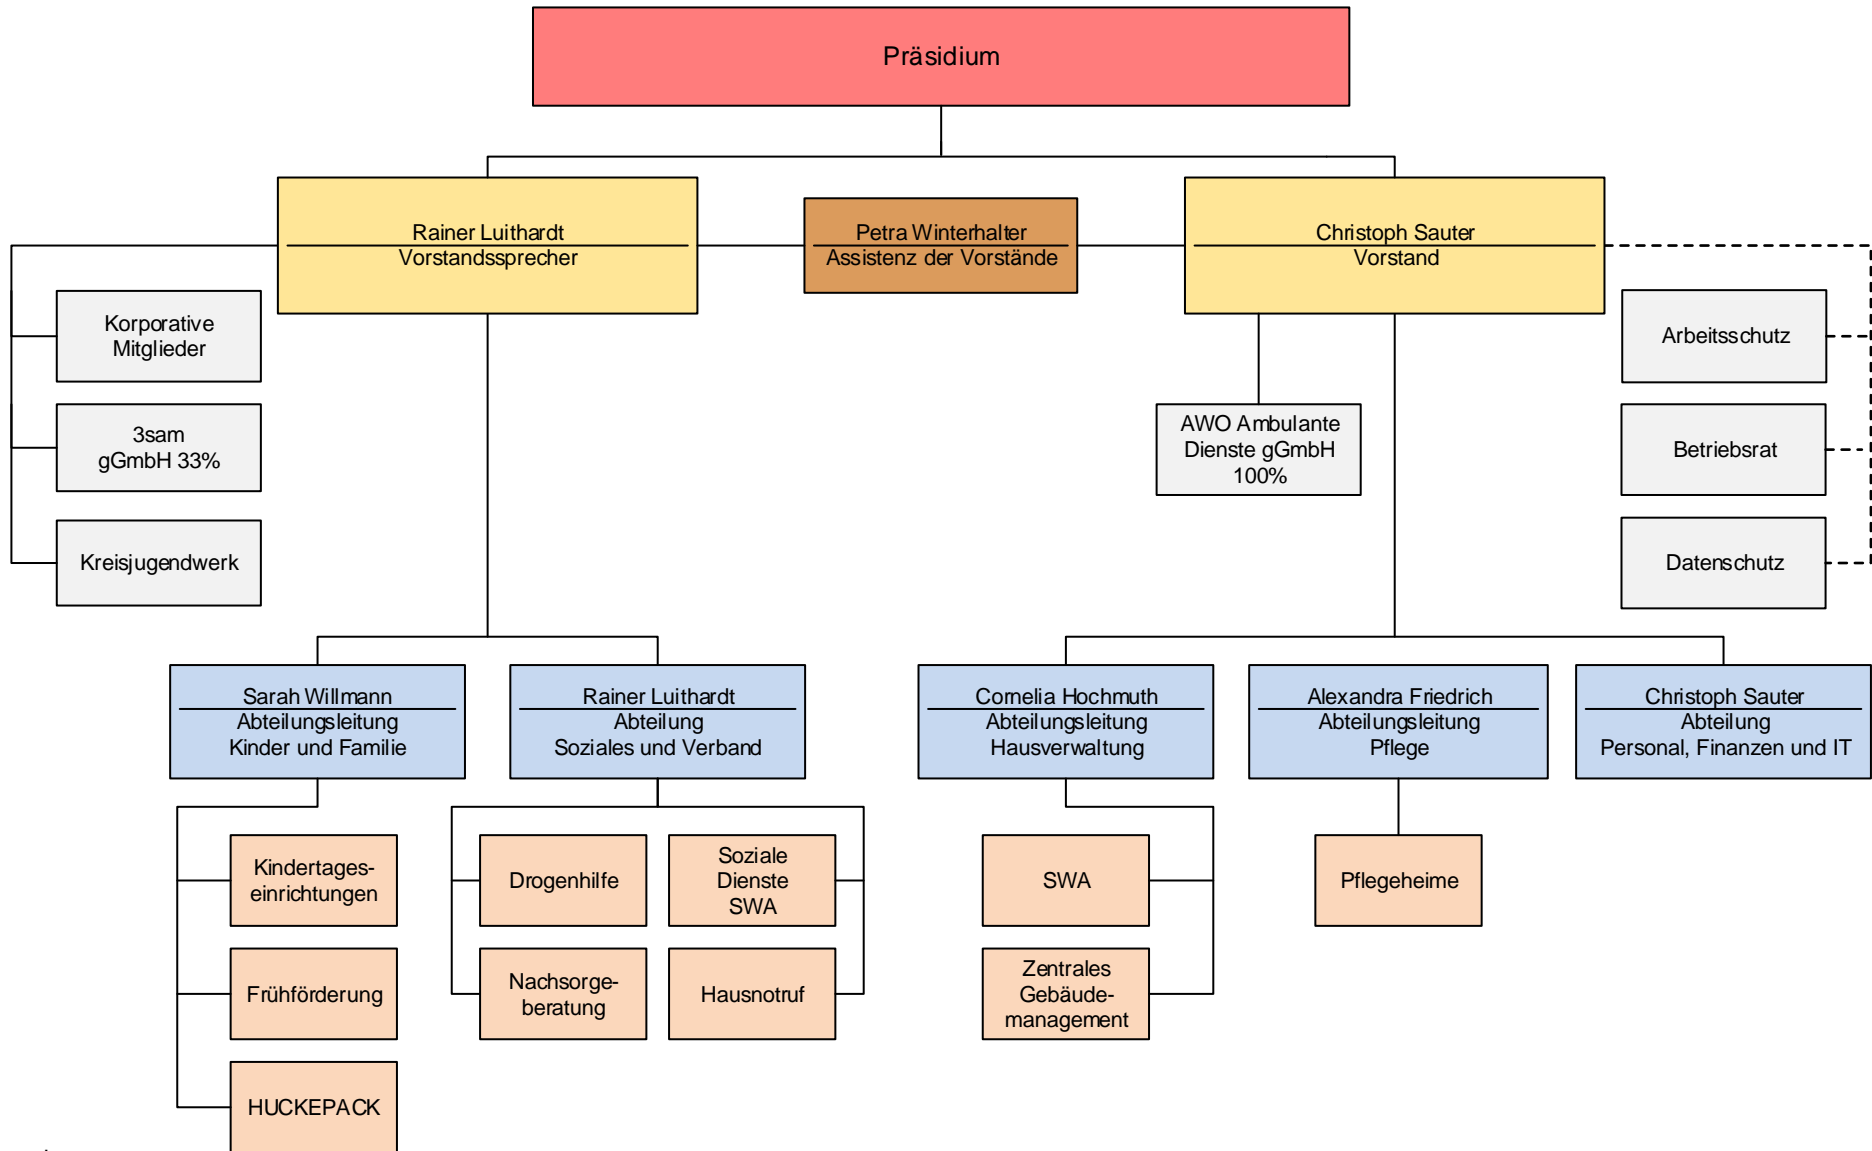 Präsidium
Rainer Luithardt
Vorstandssprecher
Petra Winterhalter
Assistenz der Vorstände
Christoph Sauter
Vorstand
Korporative
Mitglieder
3sam
gGmbH 33%
Kreisjugendwerk
AWO Ambulante
Dienste gGmbH
100%
Arbeitsschutz
Betriebsrat
Datenschutz
Sarah Willmann
Abteilungsleitung
Kinder und Familie
Rainer Luithardt
Abteilung
Soziales und Verband
Cornelia Hochmuth
Abteilungsleitung
Hausverwaltung
Alexandra Friedrich
Abteilungsleitung
Pflege
Christoph Sauter
Abteilung
Personal, Finanzen und IT
Kindertages-
einrichtungen
Frühförderung
HUCKEPACK
Drogenhilfe
Nachsorge-
beratung
Soziale
Dienste
SWA
Hausnotruf
SWA
Zentrales
Gebäude-
management
Pflegeheime